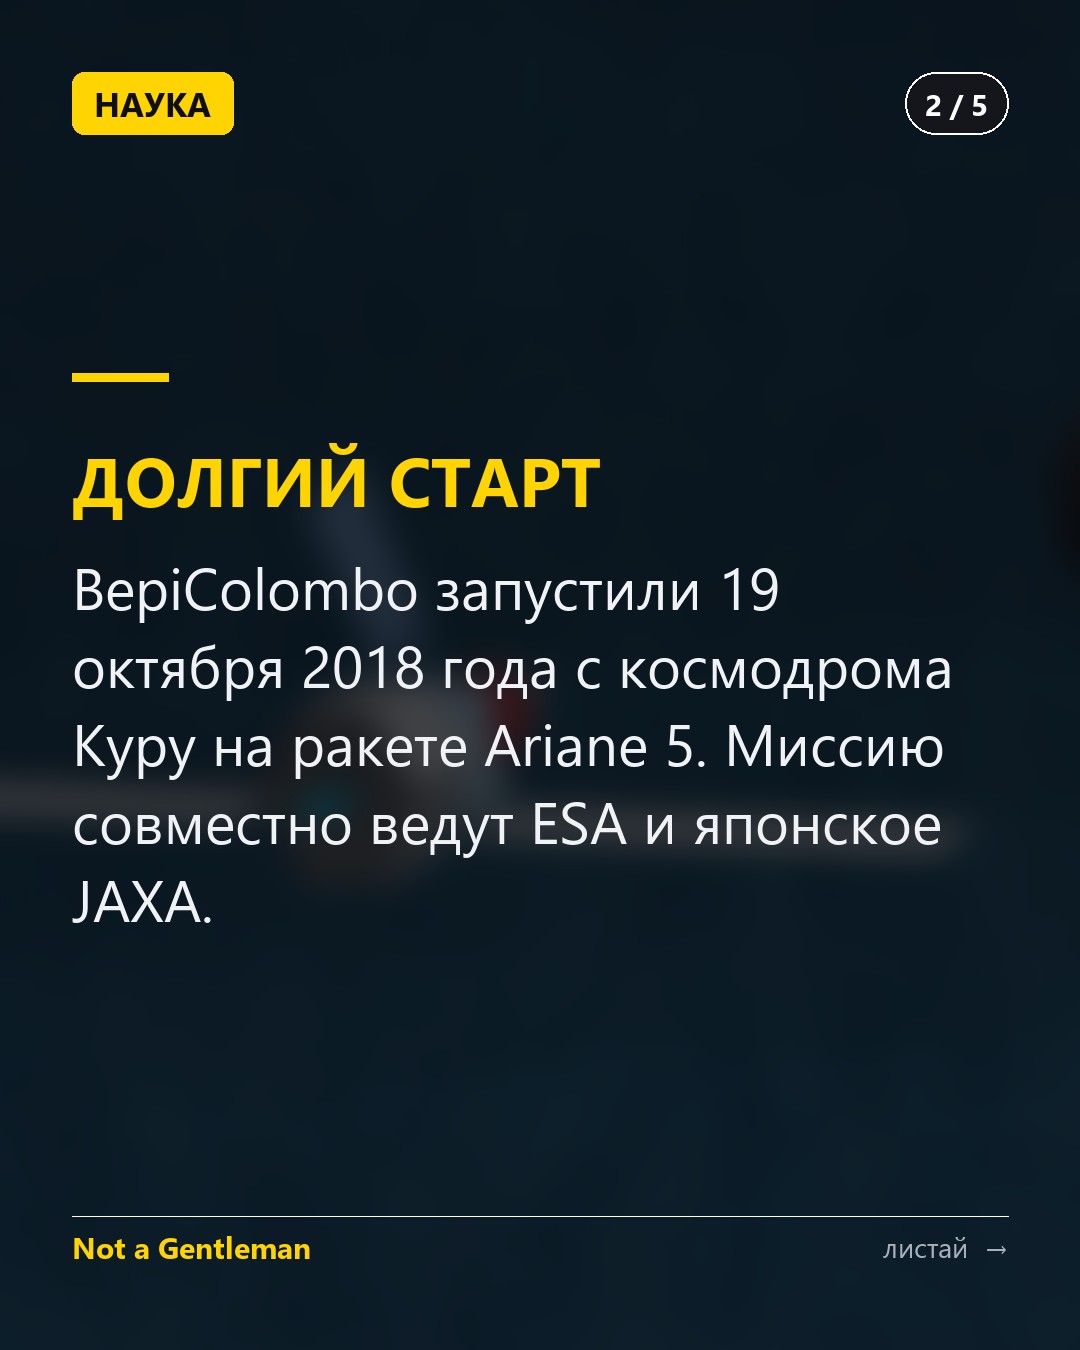 НАУКА
2 / 5
ДОЛГИЙ СТАРТ
BepiColombo запустили 19
октября 2018 года с космодрома
Куру на ракете Ariane 5. Миссию
совместно ведут ESA и японское
JAXA.
Not a Gentleman
листай →